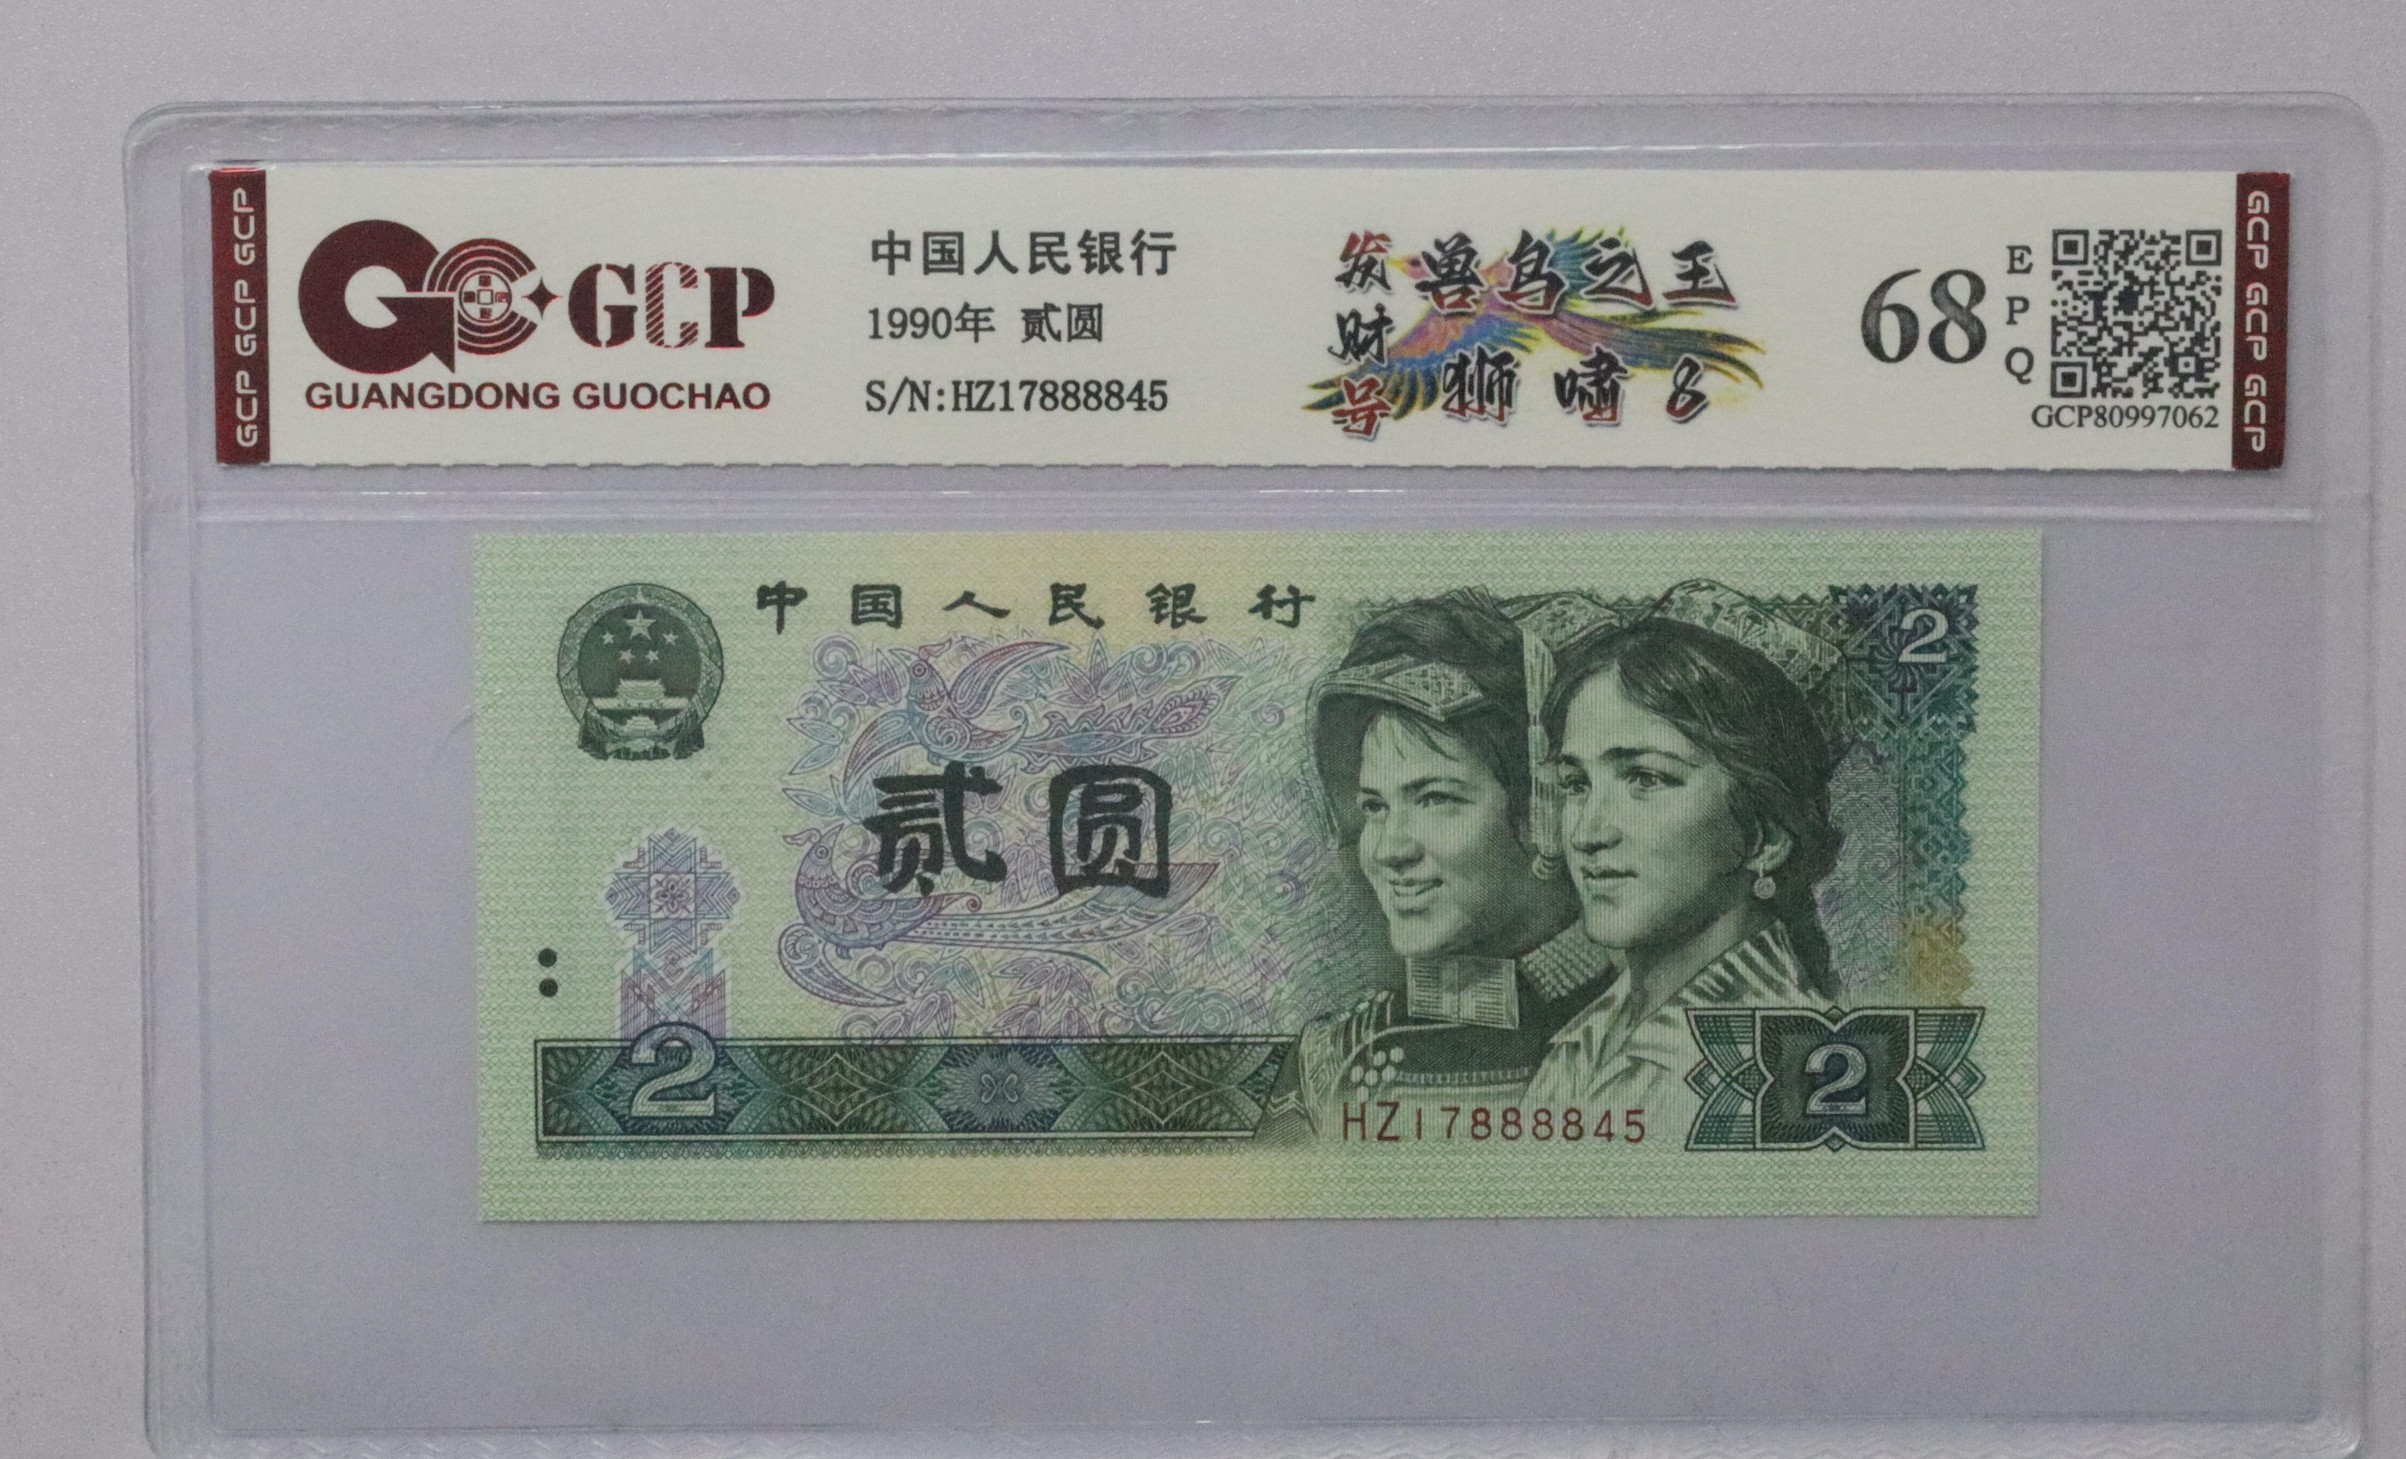 GCP GCP GCP
GCP
GUANGDONG GUOCHAO
中国人民银行
1990年 贰圆
S/N:HZ17888845
发财号
兽鸟之王
狮啸8
68
EPQ
GCP80997062
GCP GCP GCP
中国人民银行
2
贰圆
2
HZ17888845
2